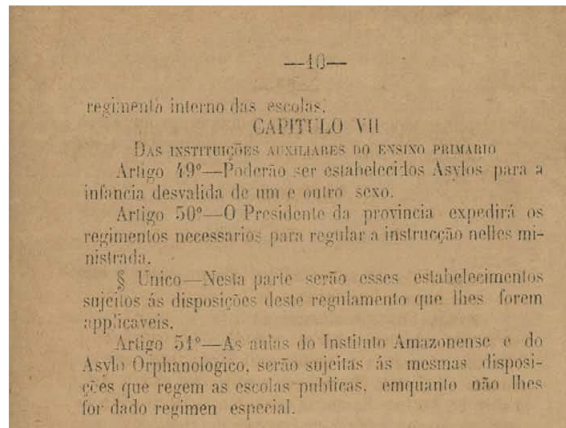 —10—
regimento interno das escolas.
CAPITULO VII
DAS INSTITUIÇÕES AUXILIARES DO ENSINO PRIMARIO
Artigo 49º—Poderão ser estabelecidos Asylos para a
infancia desvalida de um e outro sexo.
Artigo 50º—O Presidente da provincia expedirá os
regimentos necessarios para regular a instrucção nelles mi-
nistrada.
§ Unico—Nesta parte serão esses estabelecimentos
sujeitos ás disposições deste regulamento que lhes forem
applicaveis.
Artigo 51º—As aulas do Instituto Amazonense e do
Asylo Orphanologico, serão sujeitas ás mesmas disposi-
ções que regem as escolas publicas, emquanto não lhes
for dado regimen especial.